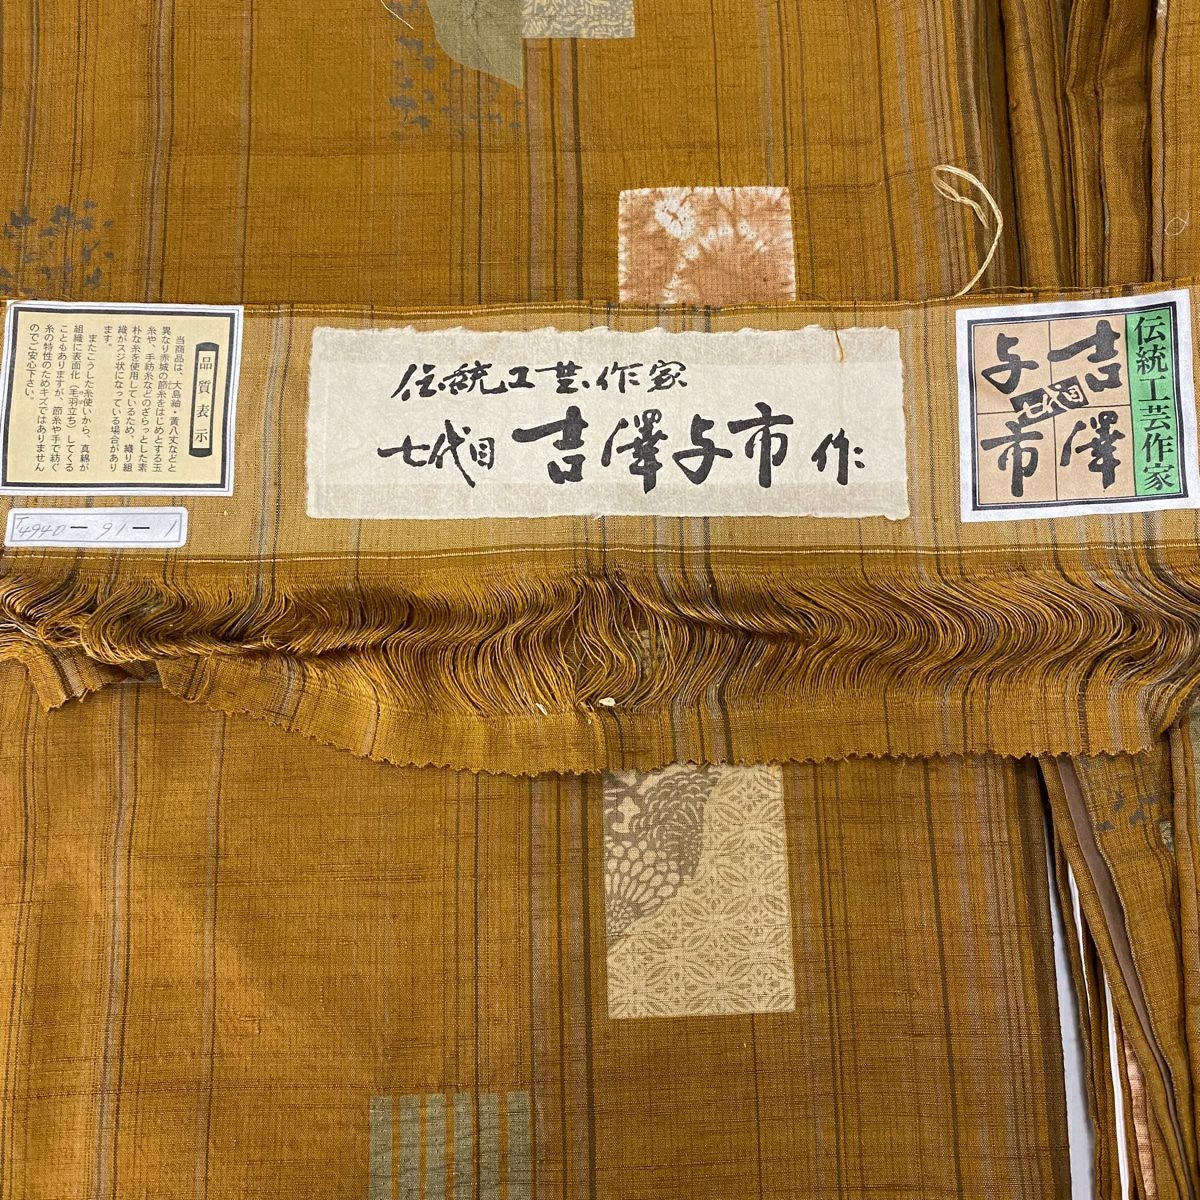 品質表示
当商品は、大島紬・黄八丈などと
異なり赤城の節糸をはじめとする玉
糸や、手紡糸などのざらっとした素
朴な糸を使用しているため、織り組
織がスジ状になっている場合があり
ます。
またこうした糸使いから、真綿が
組織に表面化（毛羽立ち）してくる
こともありますが、節糸や手で紡ぐ
糸の特性のためキズではありません
のでご安心下さい。
T4940-91-1
伝統工芸作家
七代目 吉澤与市 作
伝統工芸作家
七代目
吉澤
与市